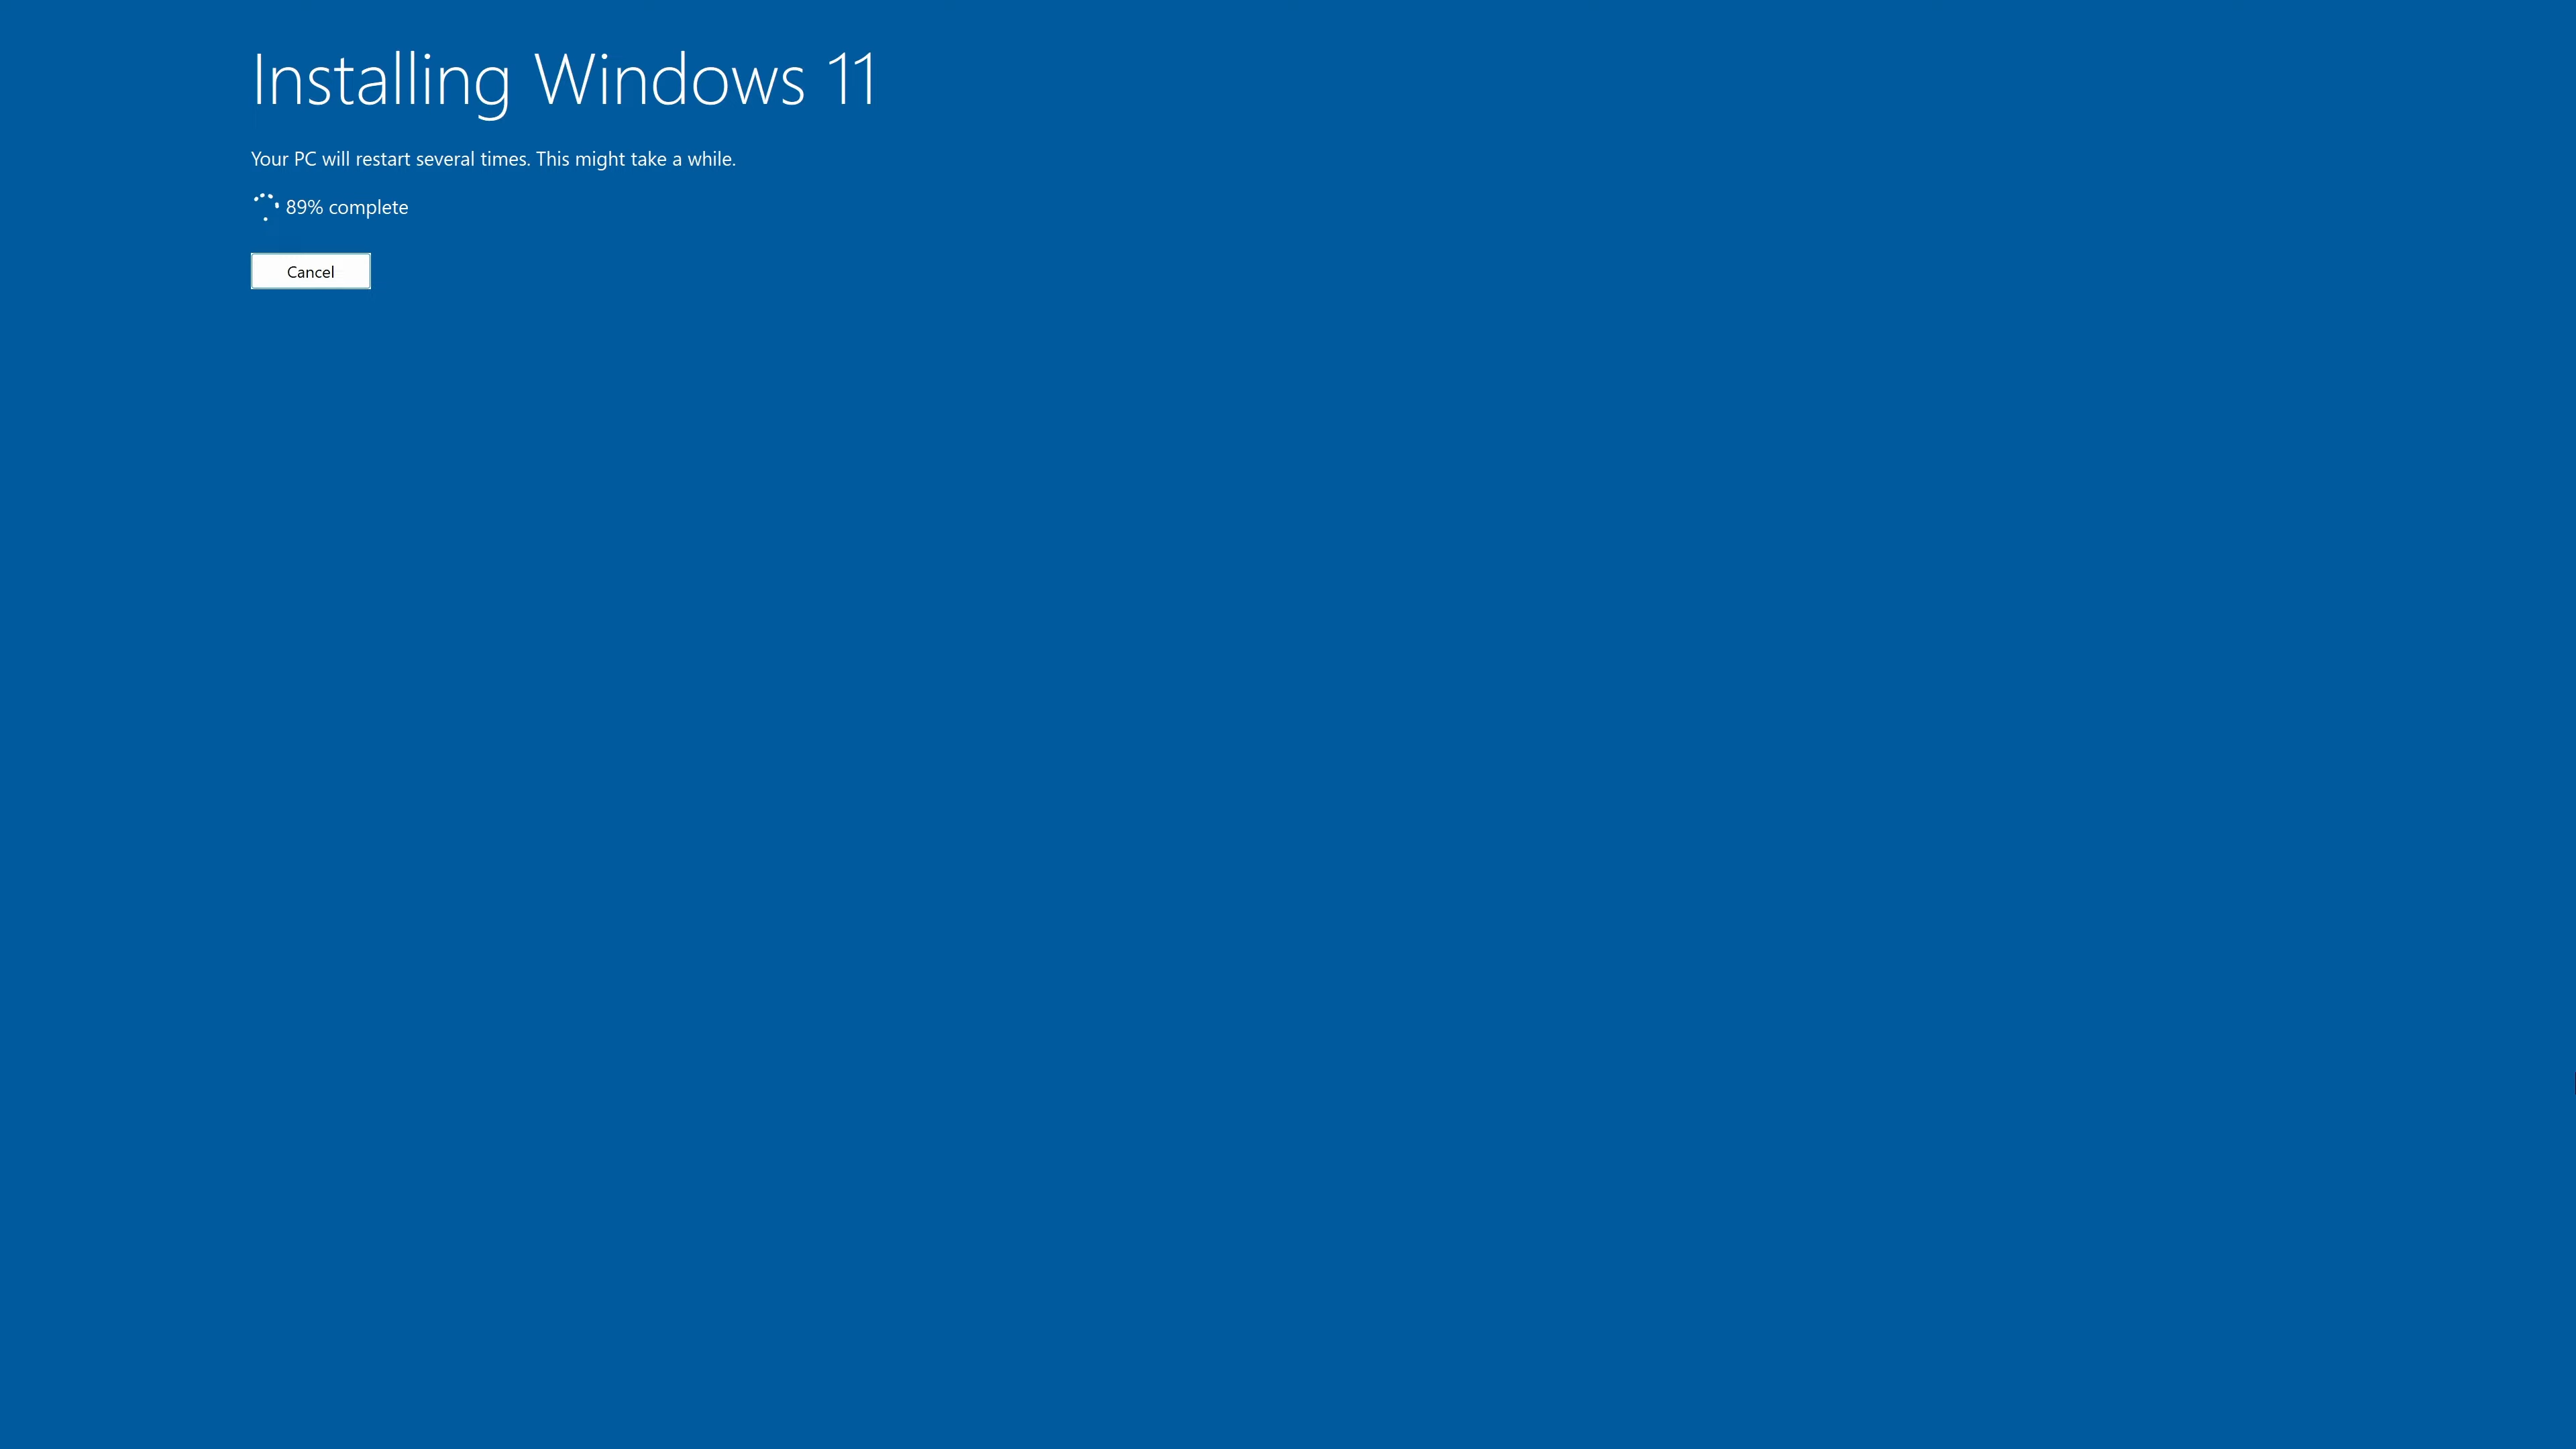 Installing Windows 11
Your PC will restart several times. This might take a while.
89% complete
Cancel